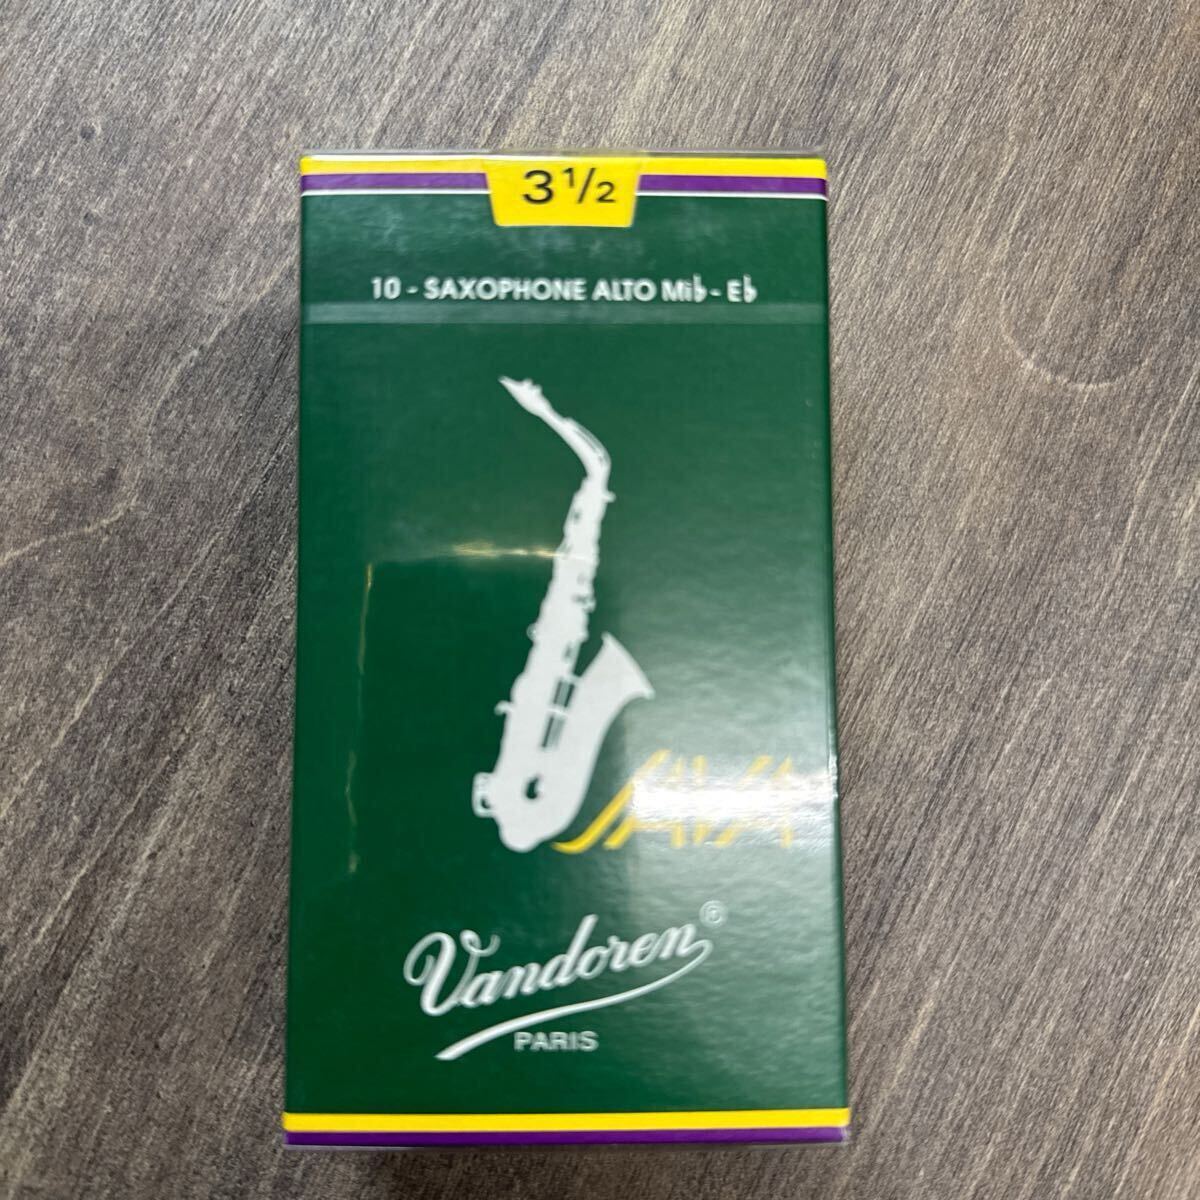 3 1/2
10 - SAXOPHONE ALTO Mi♭ - E♭
JAVA
Vandoren®
PARIS